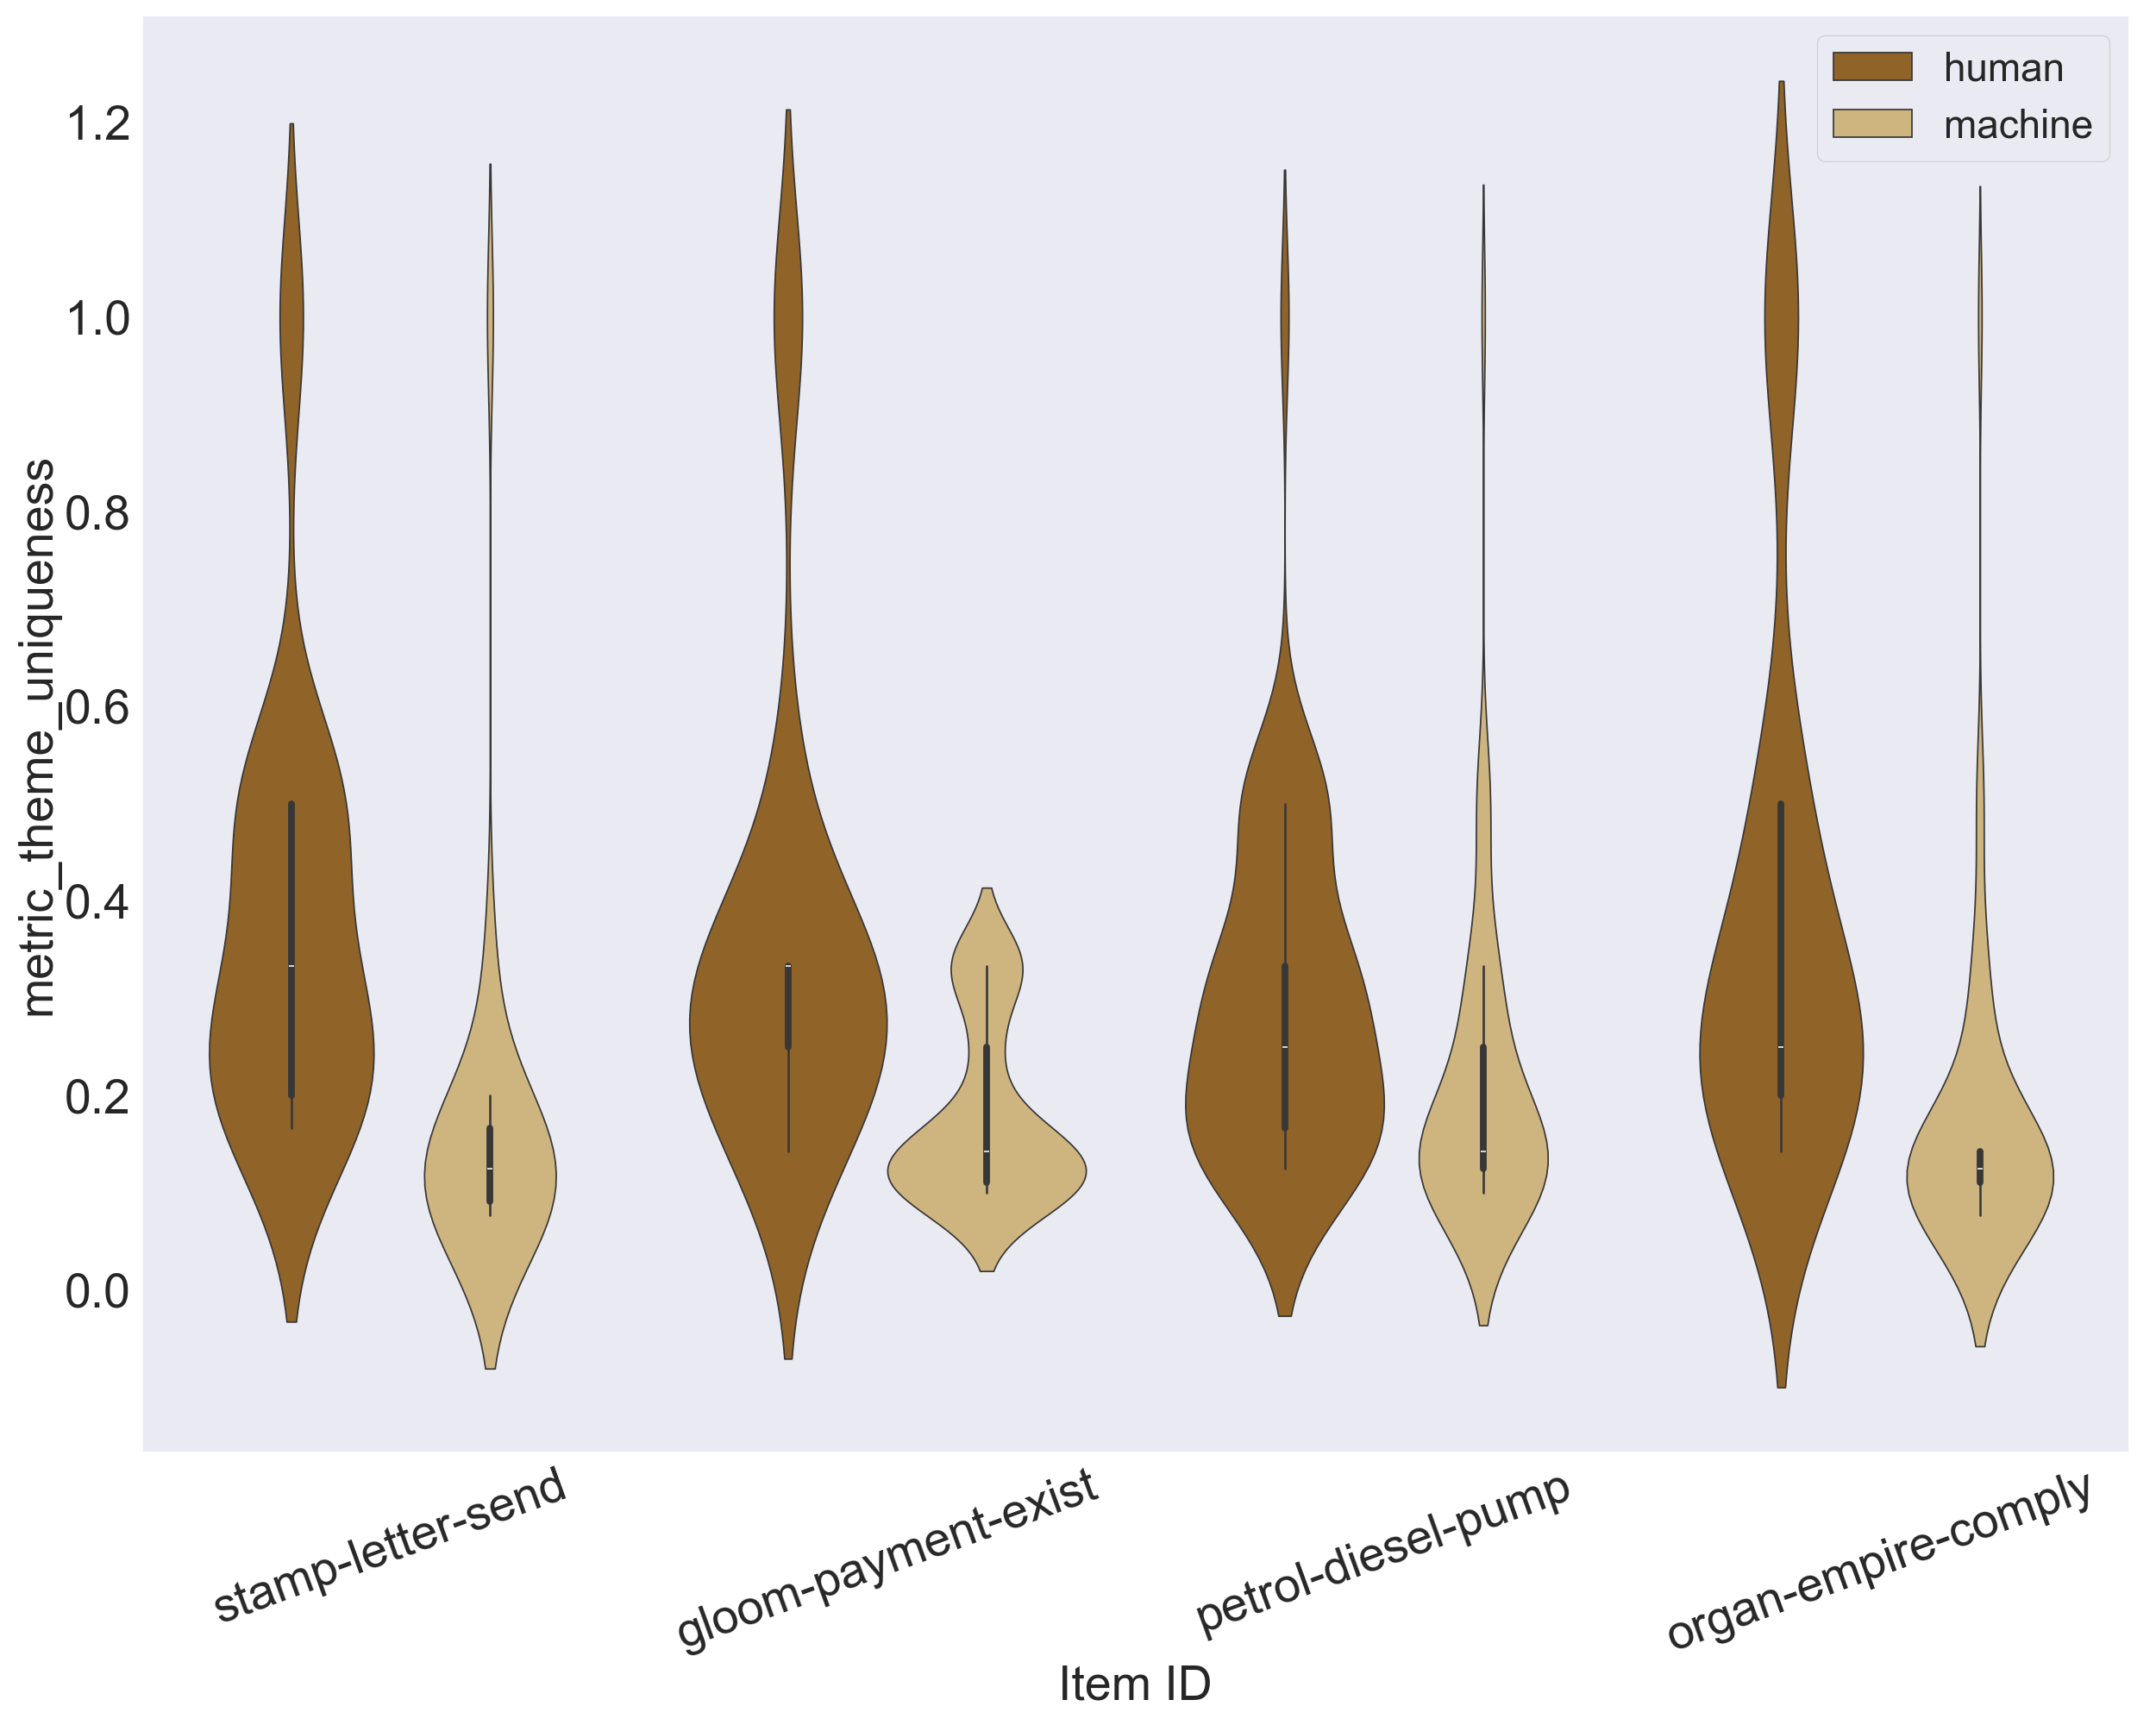 human
machine
1.2
1.0
0.8
0.6
0.4
0.2
0.0
metric_theme_uniqueness
stamp-letter-send
gloom-payment-exist
petrol-diesel-pump
organ-empire-comply
Item ID